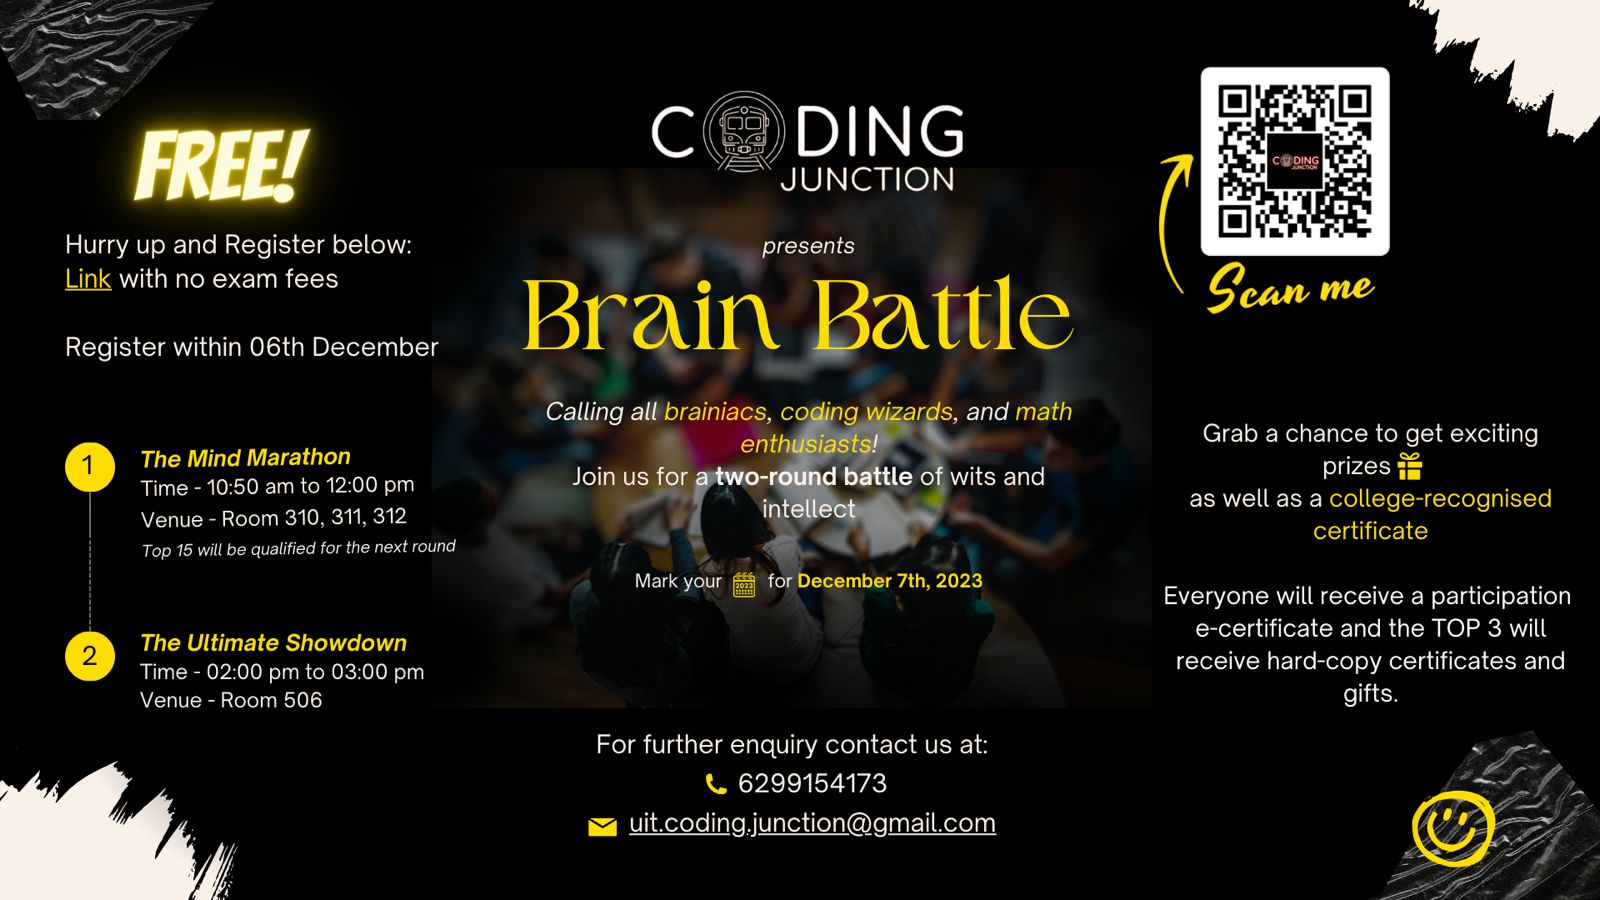 FREE!
Hurry up and Register below:
Link with no exam fees
Register within 06th December
1
The Mind Marathon
Time - 10:50 am to 12:00 pm
Venue - Room 310, 311, 312
Top 15 will be qualified for the next round
2
The Ultimate Showdown
Time - 02:00 pm to 03:00 pm
Venue - Room 506
CODING
JUNCTION
presents
Brain Battle
Calling all brainiacs, coding wizards, and math
enthusiasts!
Join us for a two-round battle of wits and
intellect
Mark your 2023 for December 7th, 2023
For further enquiry contact us at:
6299154173
uit.coding.junction@gmail.com
CODING
JUNCTION
Scan me
Grab a chance to get exciting
prizes
as well as a college-recognised
certificate
Everyone will receive a participation
e-certificate and the TOP 3 will
receive hard-copy certificates and
gifts.